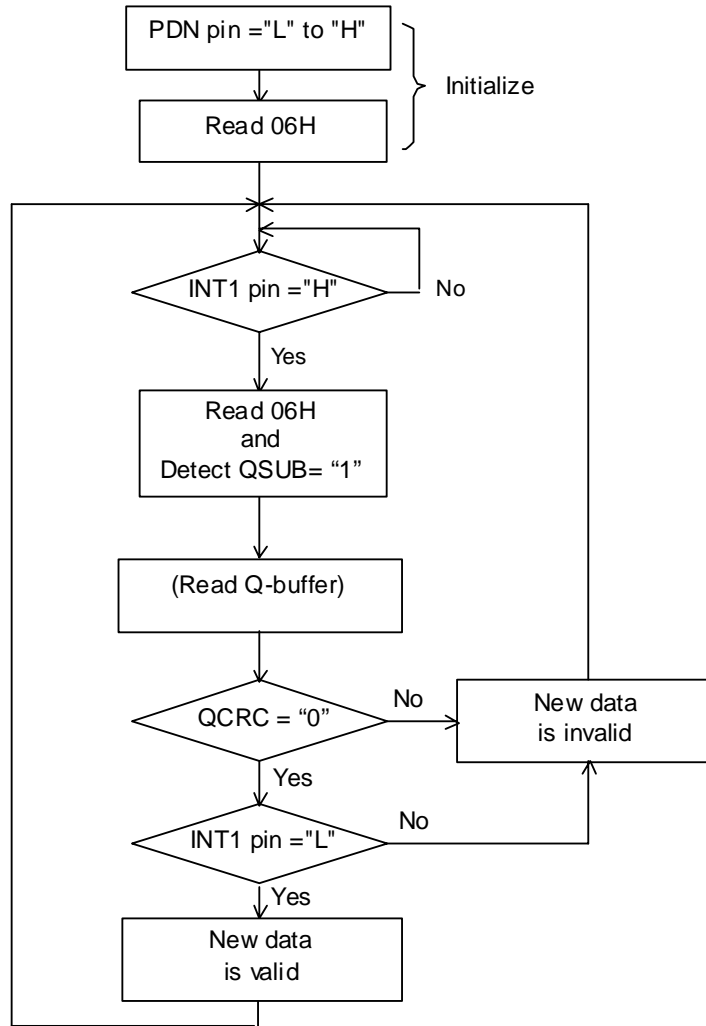 PDN pin ="L" to "H"
Initialize
Read 06H
INT1 pin ="H"
No
Yes
Read 06H
and
Detect QSUB= “1”
(Read Q-buffer)
QCRC = “0”
No
New data
is invalid
Yes
INT1 pin ="L"
No
Yes
New data
is valid